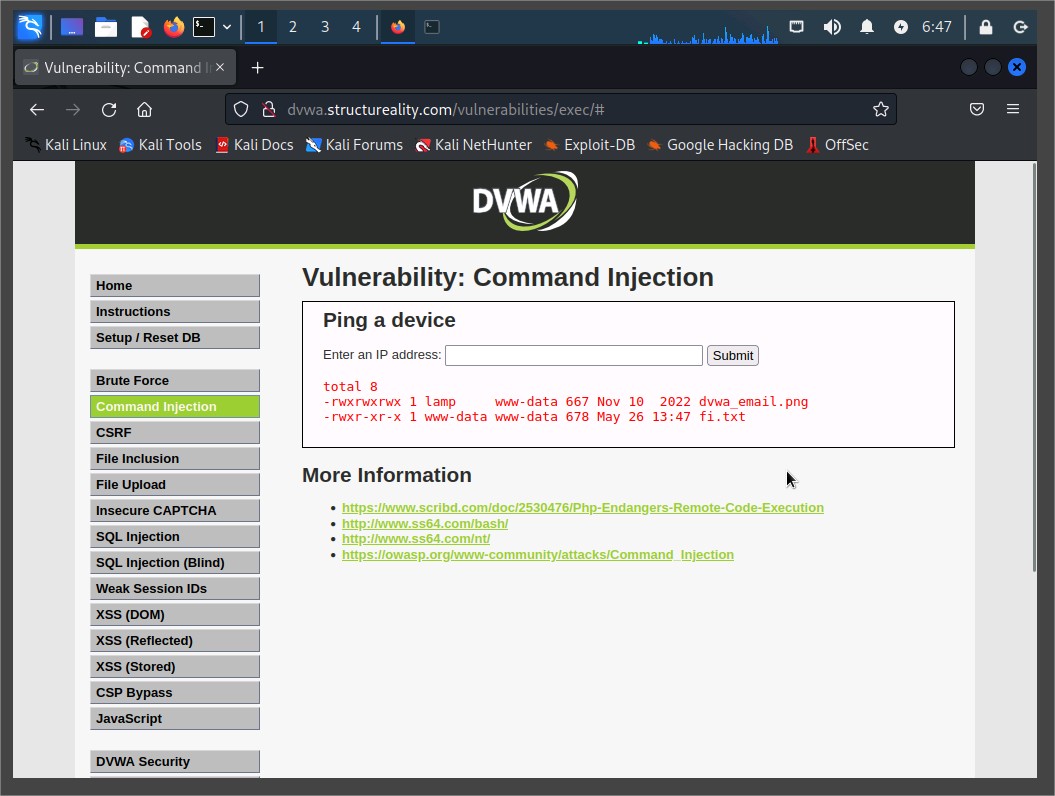 1 2 3 4 6:47
Vulnerability: Command I
dvwa.structureality.com/vulnerabilities/exec/#
Kali Linux Kali Tools Kali Docs Kali Forums Kali NetHunter Exploit-DB Google Hacking DB OffSec
DVWA
Home
Instructions
Setup / Reset DB
Brute Force
Command Injection
CSRF
File Inclusion
File Upload
Insecure CAPTCHA
SQL Injection
SQL Injection (Blind)
Weak Session IDs
XSS (DOM)
XSS (Reflected)
XSS (Stored)
CSP Bypass
JavaScript
DVWA Security
Vulnerability: Command Injection
Ping a device
Enter an IP address: Submit
total 8
-rwxrwxrwx 1 lamp     www-data 667 Nov 10  2022 dvwa_email.png
-rwxr-xr-x 1 www-data www-data 678 May 26 13:47 fi.txt
More Information
https://www.scribd.com/doc/2530476/Php-Endangers-Remote-Code-Execution
http://www.ss64.com/bash/
http://www.ss64.com/nt/
https://owasp.org/www-community/attacks/Command_Injection